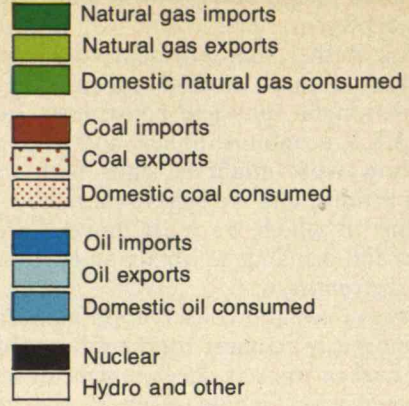 Natural gas imports
Natural gas exports
Domestic natural gas consumed
Coal imports
Coal exports
Domestic coal consumed
Oil imports
Oil exports
Domestic oil consumed
Nuclear
Hydro and other